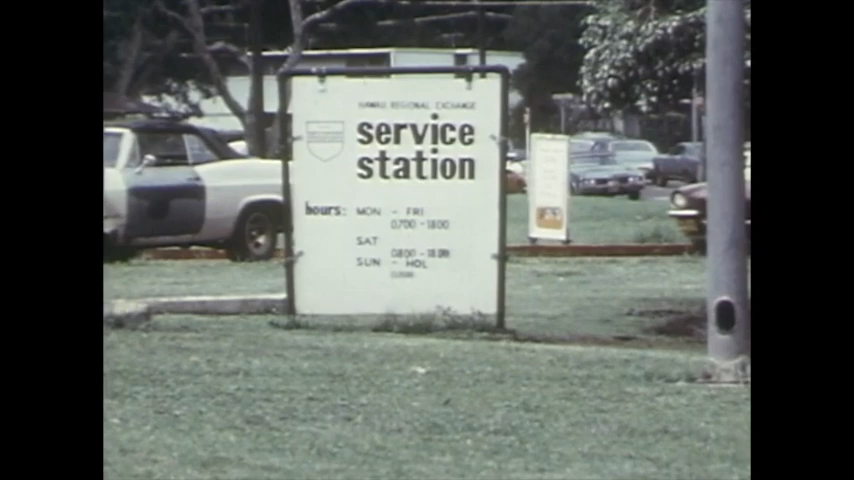 HAWAII REGIONAL EXCHANGE
service
station
hours: MON - FRI
0700 - 1800
SAT
SUN - HOL